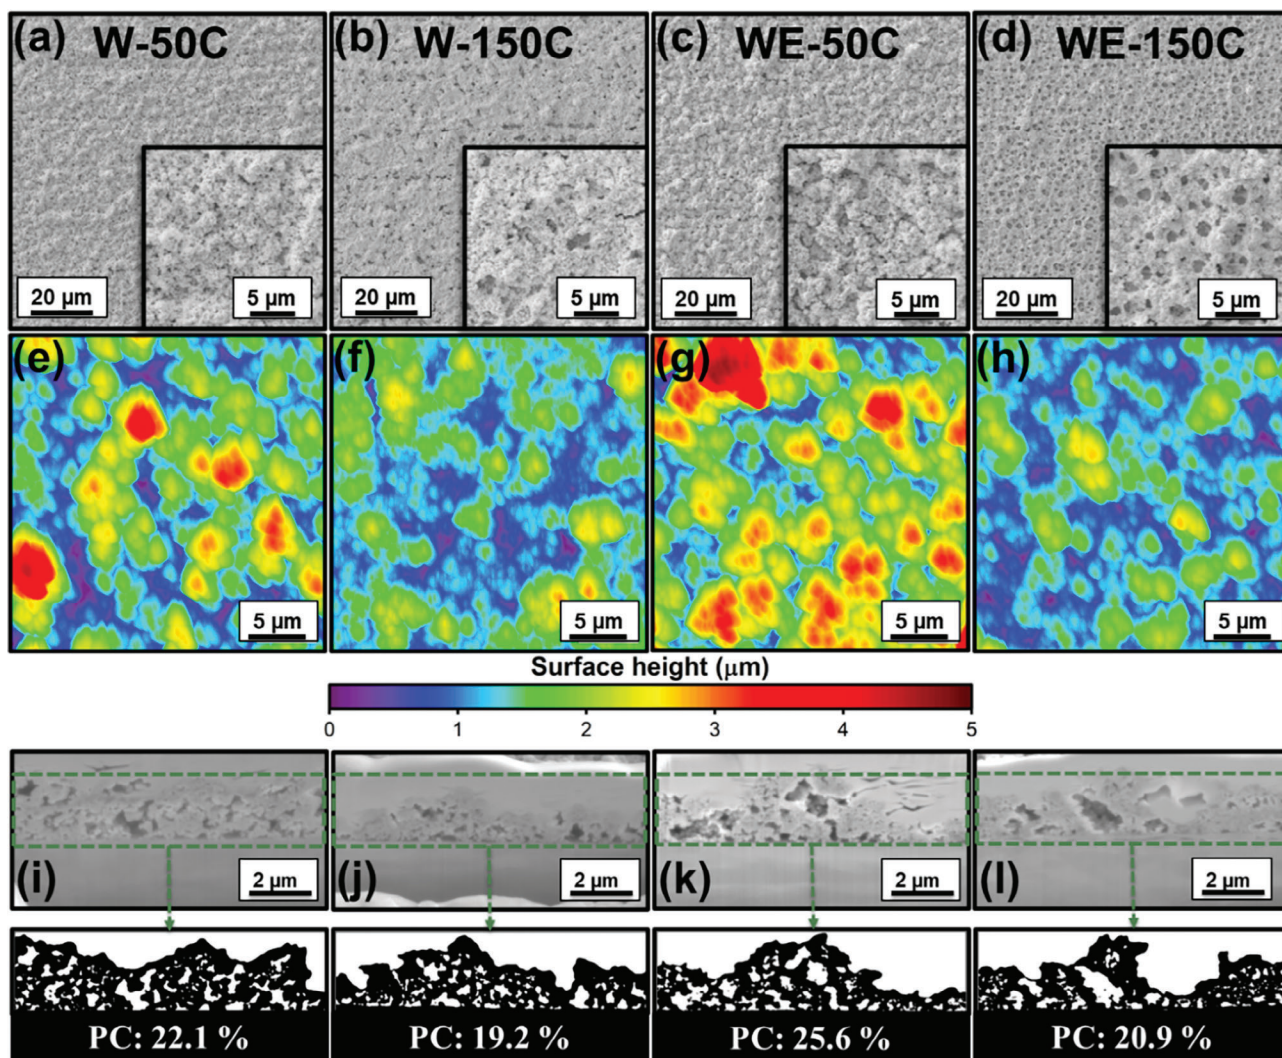 (a) W-50C
(b) W-150C
(c) WE-50C
(d) WE-150C
20 µm
5 µm
20 µm
5 µm
20 µm
5 µm
20 µm
5 µm
(e)
(f)
(g)
(h)
5 µm
5 µm
5 µm
5 µm
Surface height (µm)
0 1 2 3 4 5
(i)
2 µm
(j)
2 µm
(k)
2 µm
(l)
2 µm
PC: 22.1 %
PC: 19.2 %
PC: 25.6 %
PC: 20.9 %